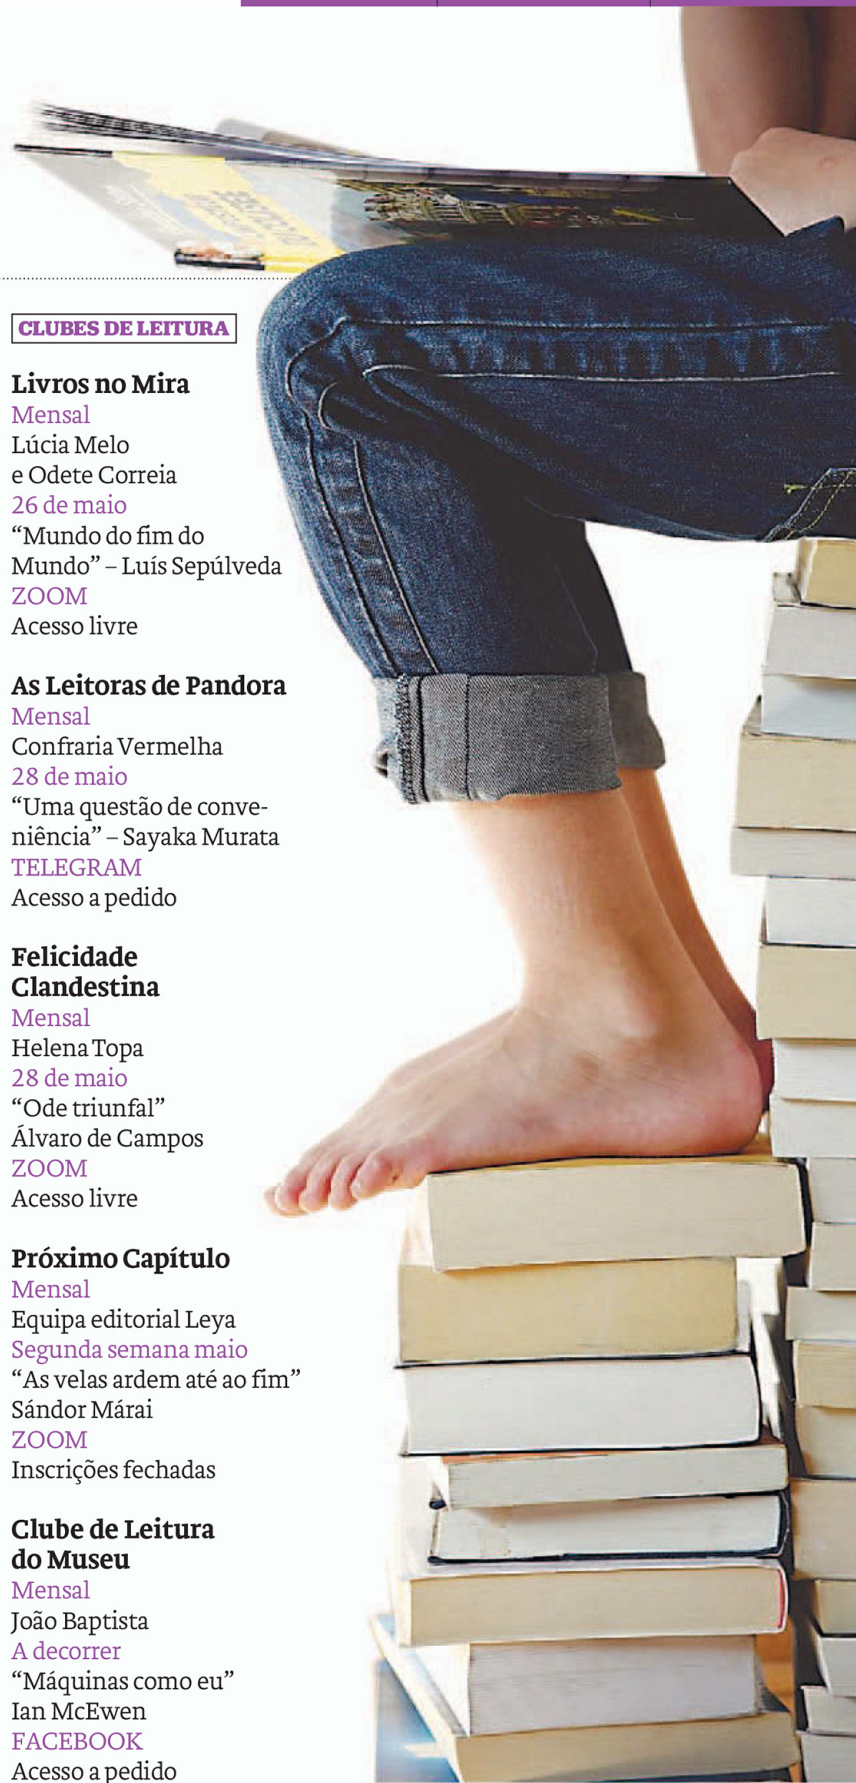 CLUBES DE LEITURA
Livros no Mira
Mensal
Lúcia Melo
e Odete Correia
26 de maio
“Mundo do fim do
Mundo” – Luís Sepúlveda
ZOOM
Acesso livre
As Leitoras de Pandora
Mensal
Confraria Vermelha
28 de maio
“Uma questão de conve-
niência” – Sayaka Murata
TELEGRAM
Acesso a pedido
Felicidade
Clandestina
Mensal
Helena Topa
28 de maio
“Ode triunfal”
Álvaro de Campos
ZOOM
Acesso livre
Próximo Capítulo
Mensal
Equipa editorial Leya
Segunda semana maio
“As velas ardem até ao fim”
Sándor Márai
ZOOM
Inscrições fechadas
Clube de Leitura
do Museu
Mensal
João Baptista
A decorrer
“Máquinas como eu”
Ian McEwen
FACEBOOK
Acesso a pedido